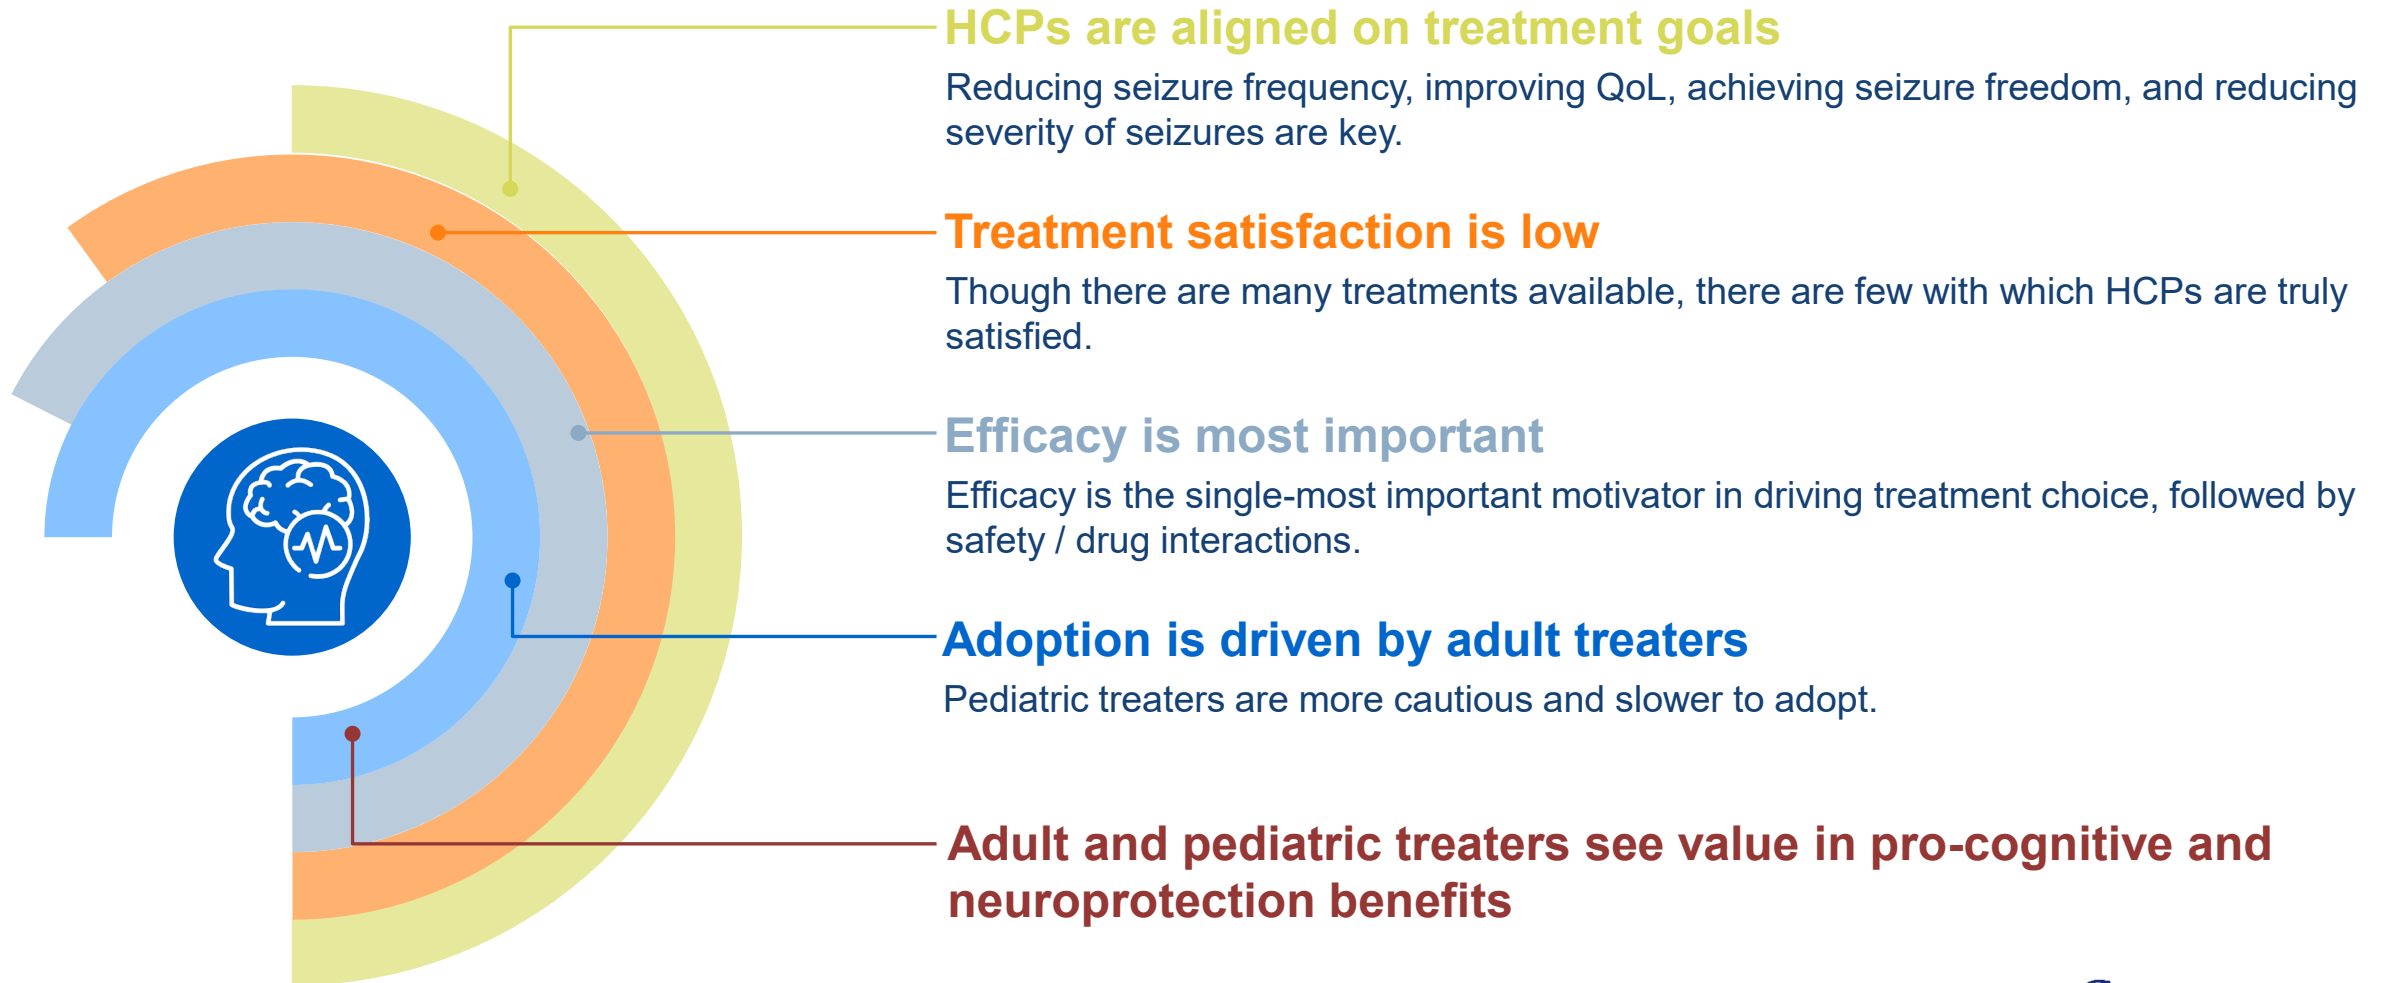 HCPs are aligned on treatment goals
Reducing seizure frequency, improving QoL, achieving seizure freedom, and reducing
severity of seizures are key.
Treatment satisfaction is low
Though there are many treatments available, there are few with which HCPs are truly
satisfied.
Efficacy is most important
Efficacy is the single-most important motivator in driving treatment choice, followed by
safety / drug interactions.
Adoption is driven by adult treaters
Pediatric treaters are more cautious and slower to adopt.
Adult and pediatric treaters see value in pro-cognitive and
neuroprotection benefits